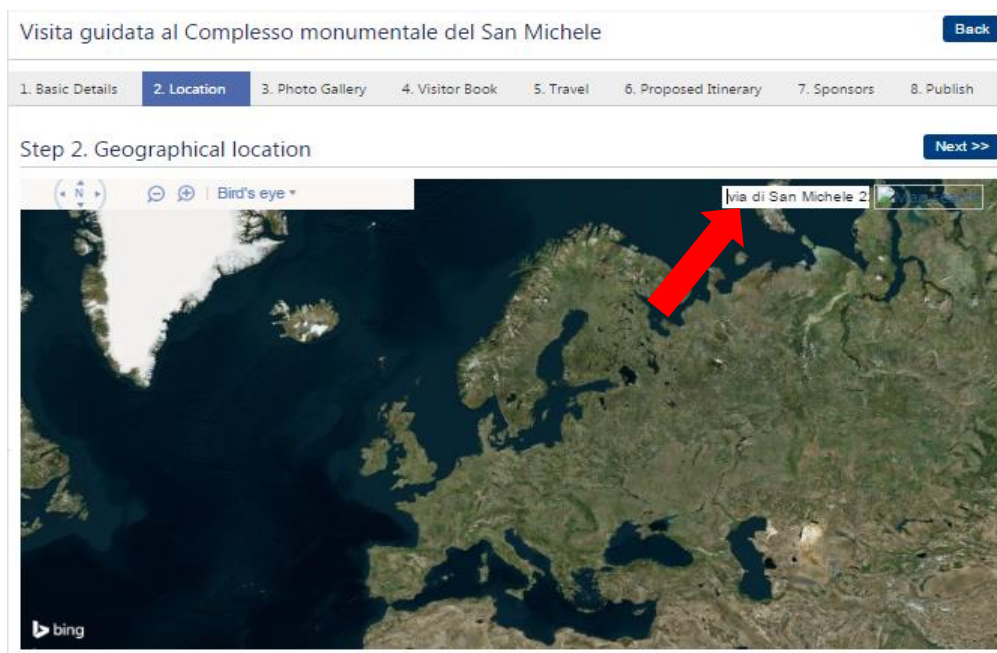 Visita guidata al Complesso monumentale del San Michele
Back
1. Basic Details 2. Location 3. Photo Gallery 4. Visitor Book 5. Travel 6. Proposed Itinerary 7. Sponsors 8. Publish
Step 2. Geographical location
Next >>
N Bird's eye via di San Michele 2
bing